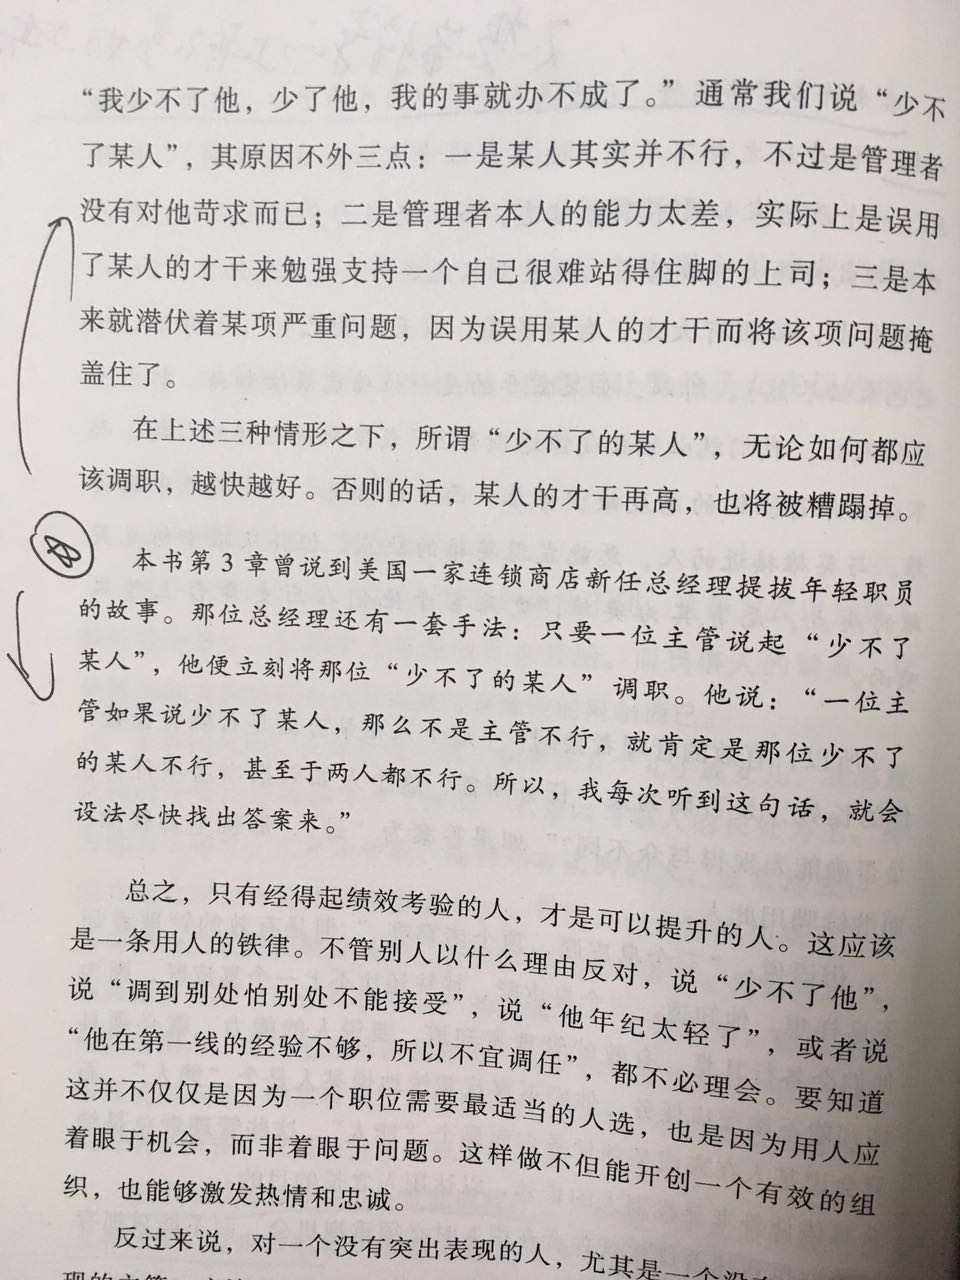 “我少不了他，少了他，我的事就办不成了。”通常我们说“少不
了某人”，其原因不外三点：一是某人其实并不行，不过是管理者
没有对他苛求而已；二是管理者本人的能力太差，实际上是误用
了某人的才干来勉强支持一个自己很难站得住脚的上司；三是本
来就潜伏着某项严重问题，因为误用某人的才干而将该项问题掩
盖住了。
在上述三种情形之下，所谓“少不了的某人”，无论如何都应
该调职，越快越好。否则的话，某人的才干再高，也将被糟蹋掉。
本书第3章曾说到美国一家连锁商店新任总经理提拔年轻职员
的故事。那位总经理还有一套手法：只要一位主管说起“少不了
某人”，他便立刻将那位“少不了的某人”调职。他说：“一位主
管如果说少不了某人，那么不是主管不行，就肯定是那位少不了
的某人不行，甚至于两人都不行。所以，我每次听到这句话，就会
设法尽快找出答案来。”
总之，只有经得起绩效考验的人，才是可以提升的人。这应该
是一条用人的铁律。不管别人以什么理由反对，说“少不了他”，
说“调到别处怕别处不能接受”，说“他年纪太轻了”，或者说
“他在第一线的经验不够，所以不宜调任”，都不必理会。要知道
这并不仅仅是因为一个职位需要最适当的人选，也是因为用人应
着眼于机会，而非着眼于问题。这样做不但能开创一个有效的组
织，也能够激发热情和忠诚。
反过来说，对一个没有突出表现的人，尤其是一个没